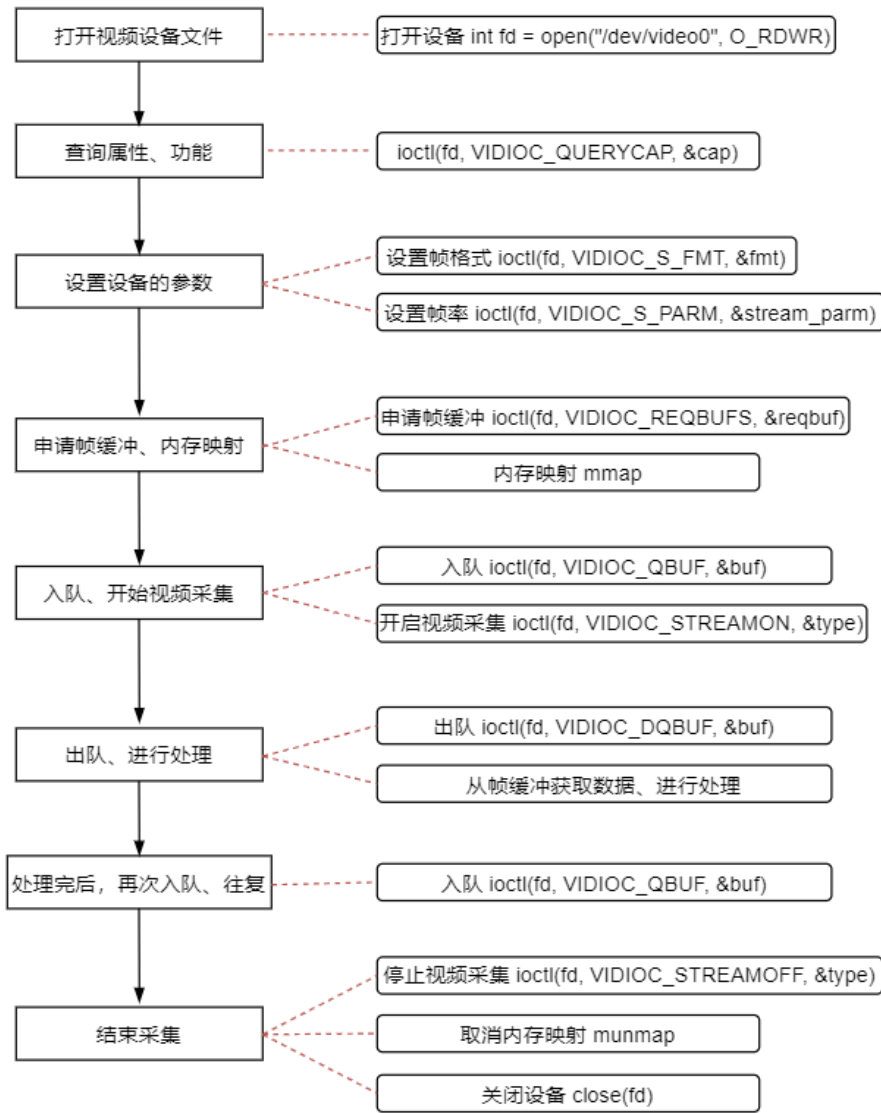 打开视频设备文件
打开设备 int fd = open("/dev/video0", O_RDWR)
查询属性、功能
ioctl(fd, VIDIOC_QUERYCAP, &cap)
设置设备的参数
设置帧格式 ioctl(fd, VIDIOC_S_FMT, &fmt)
设置帧率 ioctl(fd, VIDIOC_S_PARM, &stream_parm)
申请帧缓冲、内存映射
申请帧缓冲 ioctl(fd, VIDIOC_REQBUFS, &reqbuf)
内存映射 mmap
入队、开始视频采集
入队 ioctl(fd, VIDIOC_QBUF, &buf)
开启视频采集 ioctl(fd, VIDIOC_STREAMON, &type)
出队、进行处理
出队 ioctl(fd, VIDIOC_DQBUF, &buf)
从帧缓冲获取数据、进行处理
处理完后，再次入队、往复
入队 ioctl(fd, VIDIOC_QBUF, &buf)
结束采集
停止视频采集 ioctl(fd, VIDIOC_STREAMOFF, &type)
取消内存映射 munmap
关闭设备 close(fd)